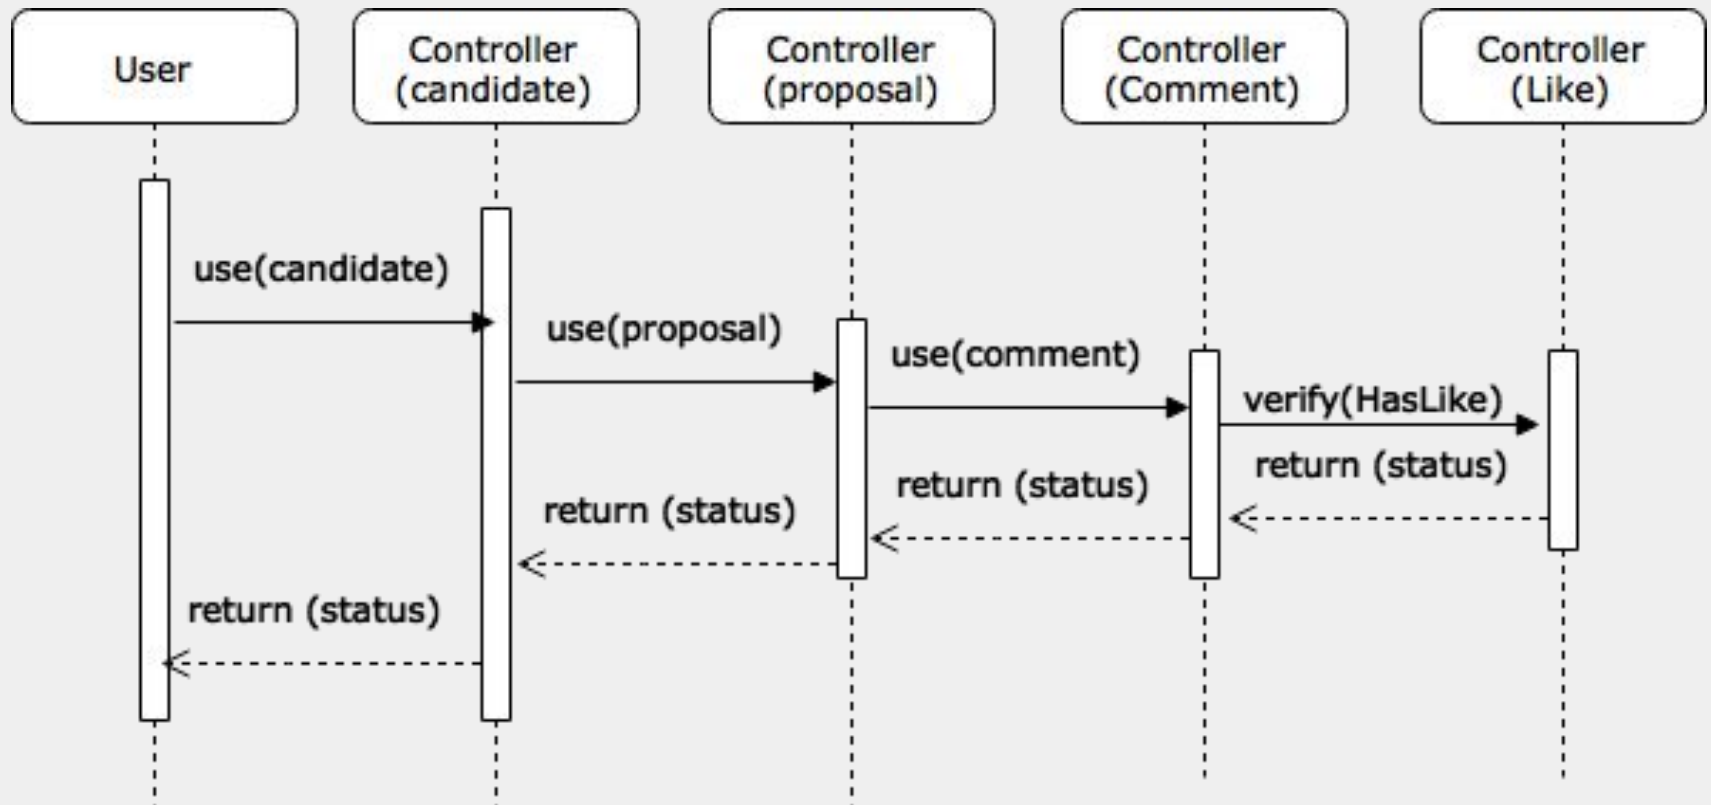 User
Controller
(candidate)
Controller
(proposal)
Controller
(Comment)
Controller
(Like)
use(candidate)
use(proposal)
use(comment)
verify(HasLike)
return (status)
return (status)
return (status)
return (status)